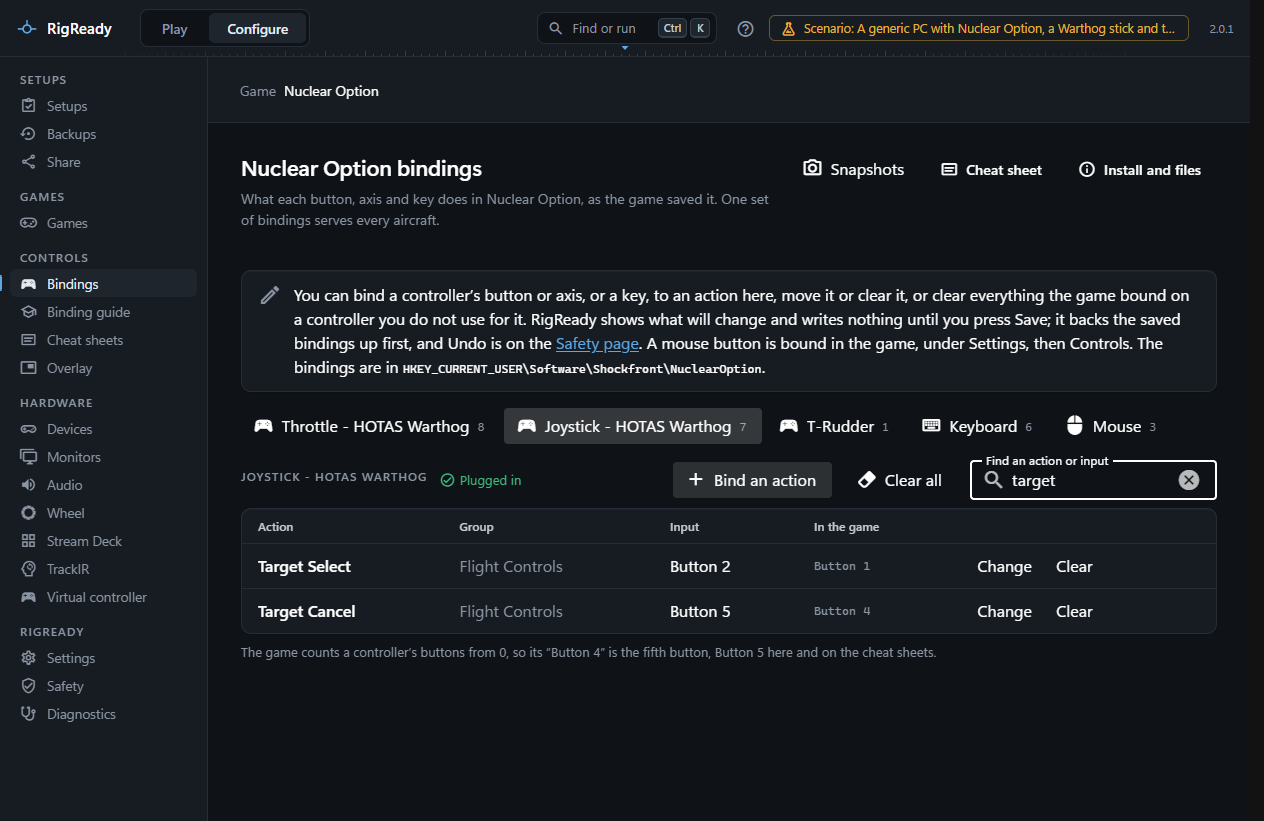 RigReady
Play
Configure
Find or run
Ctrl
K
Scenario: A generic PC with Nuclear Option, a Warthog stick and t...
2.0.1
SETUPS
Setups
Backups
Share
GAMES
Games
CONTROLS
Bindings
Binding guide
Cheat sheets
Overlay
HARDWARE
Devices
Monitors
Audio
Wheel
Stream Deck
TrackIR
Virtual controller
RIGREADY
Settings
Safety
Diagnostics
Game Nuclear Option
Nuclear Option bindings
Snapshots
Cheat sheet
Install and files
What each button, axis and key does in Nuclear Option, as the game saved it. One set
of bindings serves every aircraft.
You can bind a controller’s button or axis, or a key, to an action here, move it or clear it, or clear everything the game bound on
a controller you do not use for it. RigReady shows what will change and writes nothing until you press Save; it backs the saved
bindings up first, and Undo is on the Safety page. A mouse button is bound in the game, under Settings, then Controls. The
bindings are in HKEY_CURRENT_USER\Software\Shockfront\NuclearOption.
Throttle - HOTAS Warthog 8
Joystick - HOTAS Warthog 7
T-Rudder 1
Keyboard 6
Mouse 3
JOYSTICK - HOTAS WARTHOG
Plugged in
Bind an action
Clear all
Find an action or input
target
Action Group Input In the game
Target Select Flight Controls Button 2 Button 1 Change Clear
Target Cancel Flight Controls Button 5 Button 4 Change Clear
The game counts a controller’s buttons from 0, so its “Button 4” is the fifth button, Button 5 here and on the cheat sheets.